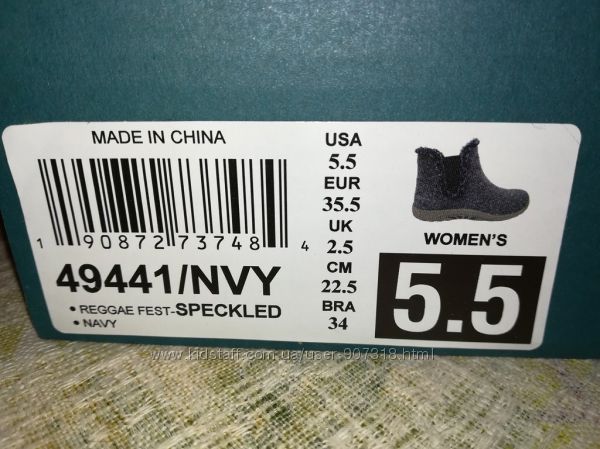 MADE IN CHINA
1 90872 73748 4
49441/NVY
• REGGAE FEST-SPECKLED
• NAVY
USA
5.5
EUR
35.5
UK
2.5
CM
22.5
BRA
34
WOMEN'S
5.5
www.kidstaff.com.ua/user-907318.html